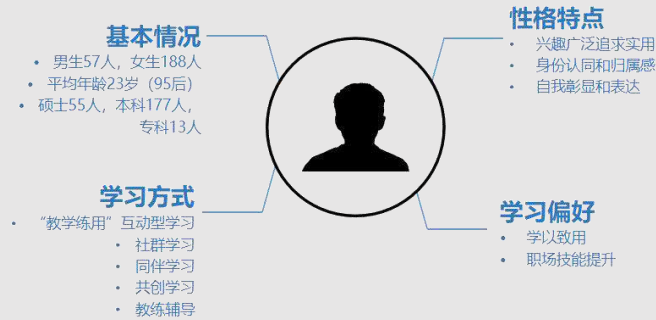 基本情况
• 男生57人，女生188人
• 平均年龄23岁（95后）
• 硕士55人，本科177人，
专科13人
性格特点
• 兴趣广泛追求实用
• 身份认同和归属感
• 自我彰显和表达
学习方式
• “教学练用”互动型学习
• 社群学习
• 同伴学习
• 共创学习
• 教练辅导
学习偏好
• 学以致用
• 职场技能提升